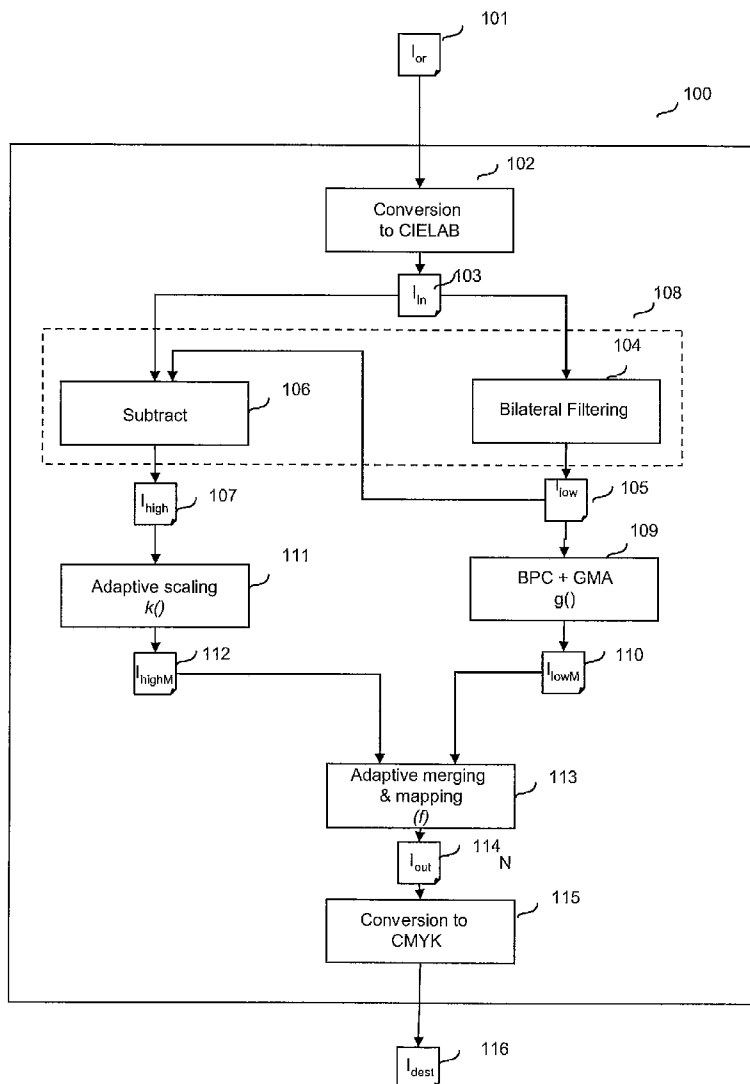 101
I_or
100
102
Conversion
to CIELAB
103
I_In
108
104
Subtract
106
Bilateral Filtering
I_high
107
I_low
105
109
111
Adaptive scaling
k()
BPC + GMA
g()
I_highM
112
I_lowM
110
Adaptive merging
& mapping
(f)
113
I_out
114
N
115
Conversion to
CMYK
I_dest
116